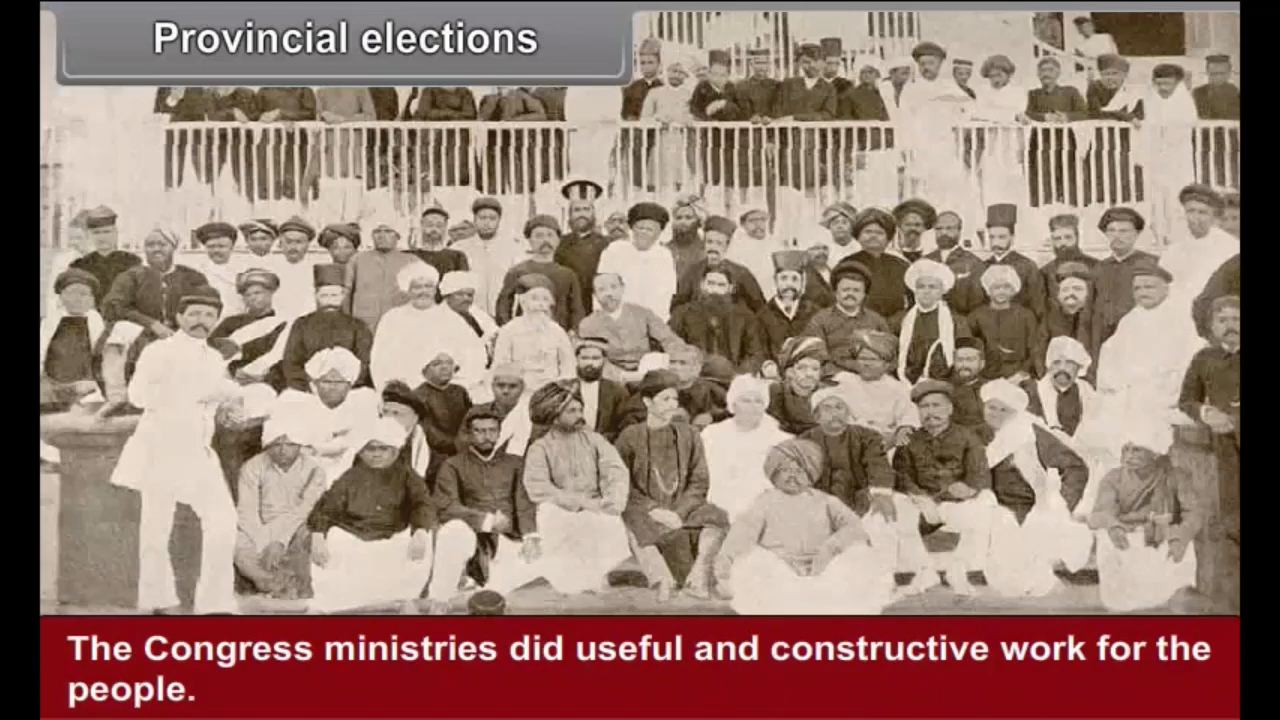 Provincial elections
The Congress ministries did useful and constructive work for the
people.